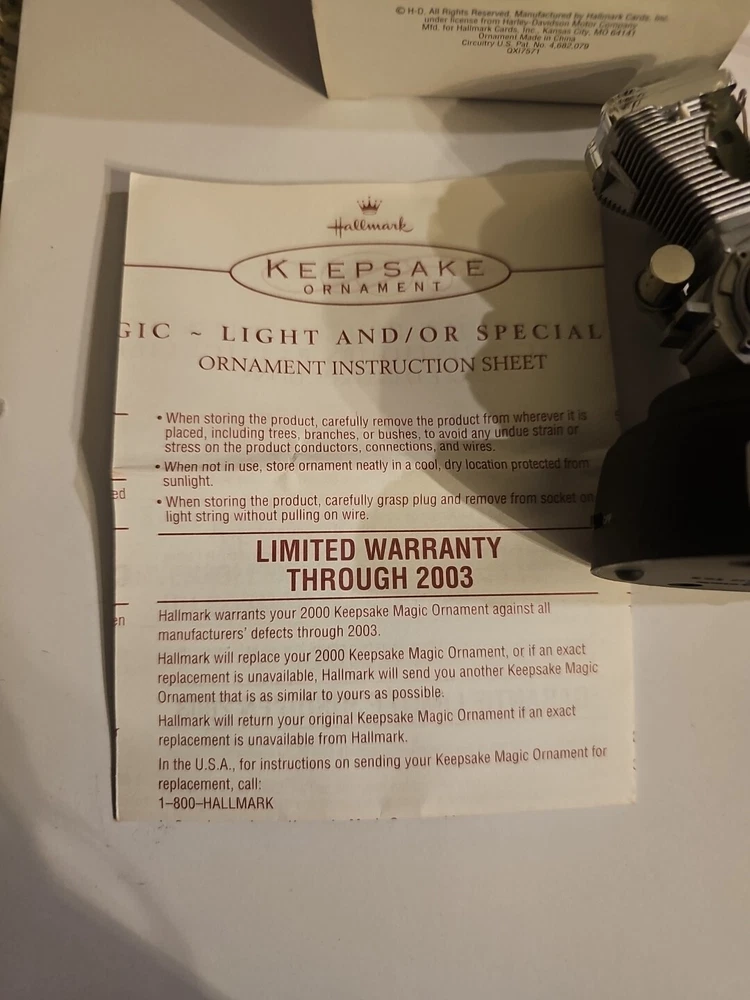 © H-D. All Rights Reserved. Manufactured by Hallmark Cards, Inc.
under license from Harley-Davidson Motor Company
Mfd. for Hallmark Cards, Inc., Kansas City, MO 64141
Ornament Made in China
Circuitry U.S. Pat. No. 4,682,079
QXI7571
Hallmark
KEEPSAKE
ORNAMENT
GIC ~ LIGHT AND/OR SPECIAL
ORNAMENT INSTRUCTION SHEET
• When storing the product, carefully remove the product from wherever it is
placed, including trees, branches, or bushes, to avoid any undue strain or
stress on the product conductors, connections, and wires.
• When not in use, store ornament neatly in a cool, dry location protected from
ed
sunlight.
• When storing the product, carefully grasp plug and remove from socket on
light string without pulling on wire.
LIMITED WARRANTY
THROUGH 2003
Hallmark warrants your 2000 Keepsake Magic Ornament against all
en
manufacturers' defects through 2003.
Hallmark will replace your 2000 Keepsake Magic Ornament, or if an exact
replacement is unavailable, Hallmark will send you another Keepsake Magic
Ornament that is as similar to yours as possible.
Hallmark will return your original Keepsake Magic Ornament if an exact
replacement is unavailable from Hallmark.
In the U.S.A., for instructions on sending your Keepsake Magic Ornament for
replacement, call:
1–800–HALLMARK